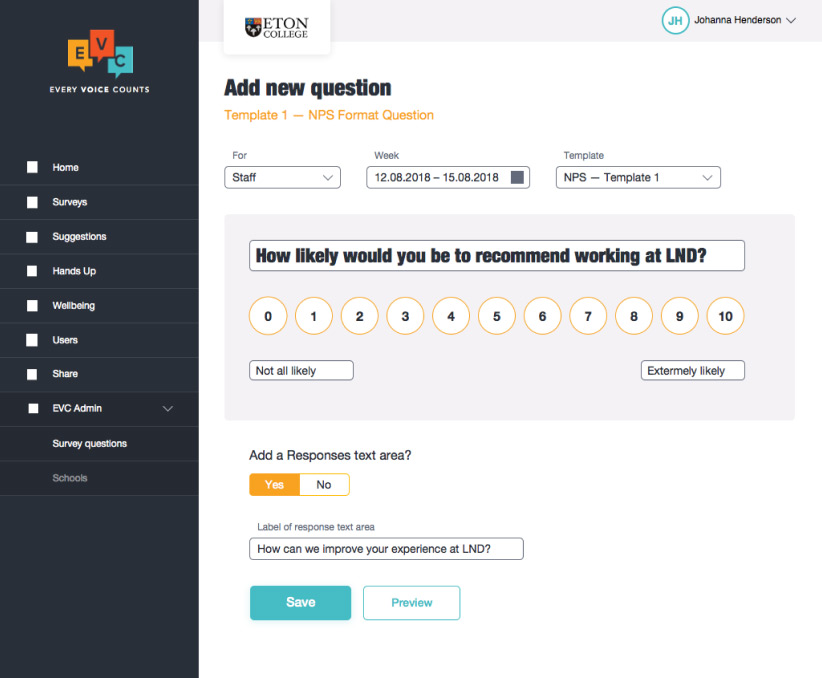 EVC
EVERY VOICE COUNTS
ETON
COLLEGE
JH
Johanna Henderson
Home
Surveys
Suggestions
Hands Up
Wellbeing
Users
Share
EVC Admin
Survey questions
Schools
Add new question
Template 1 — NPS Format Question
For
Week
Template
Staff
12.08.2018 – 15.08.2018
NPS — Template 1
How likely would you be to recommend working at LND?
0 1 2 3 4 5 6 7 8 9 10
Not all likely
Extermely likely
Add a Responses text area?
Yes
No
Label of response text area
How can we improve your experience at LND?
Save
Preview